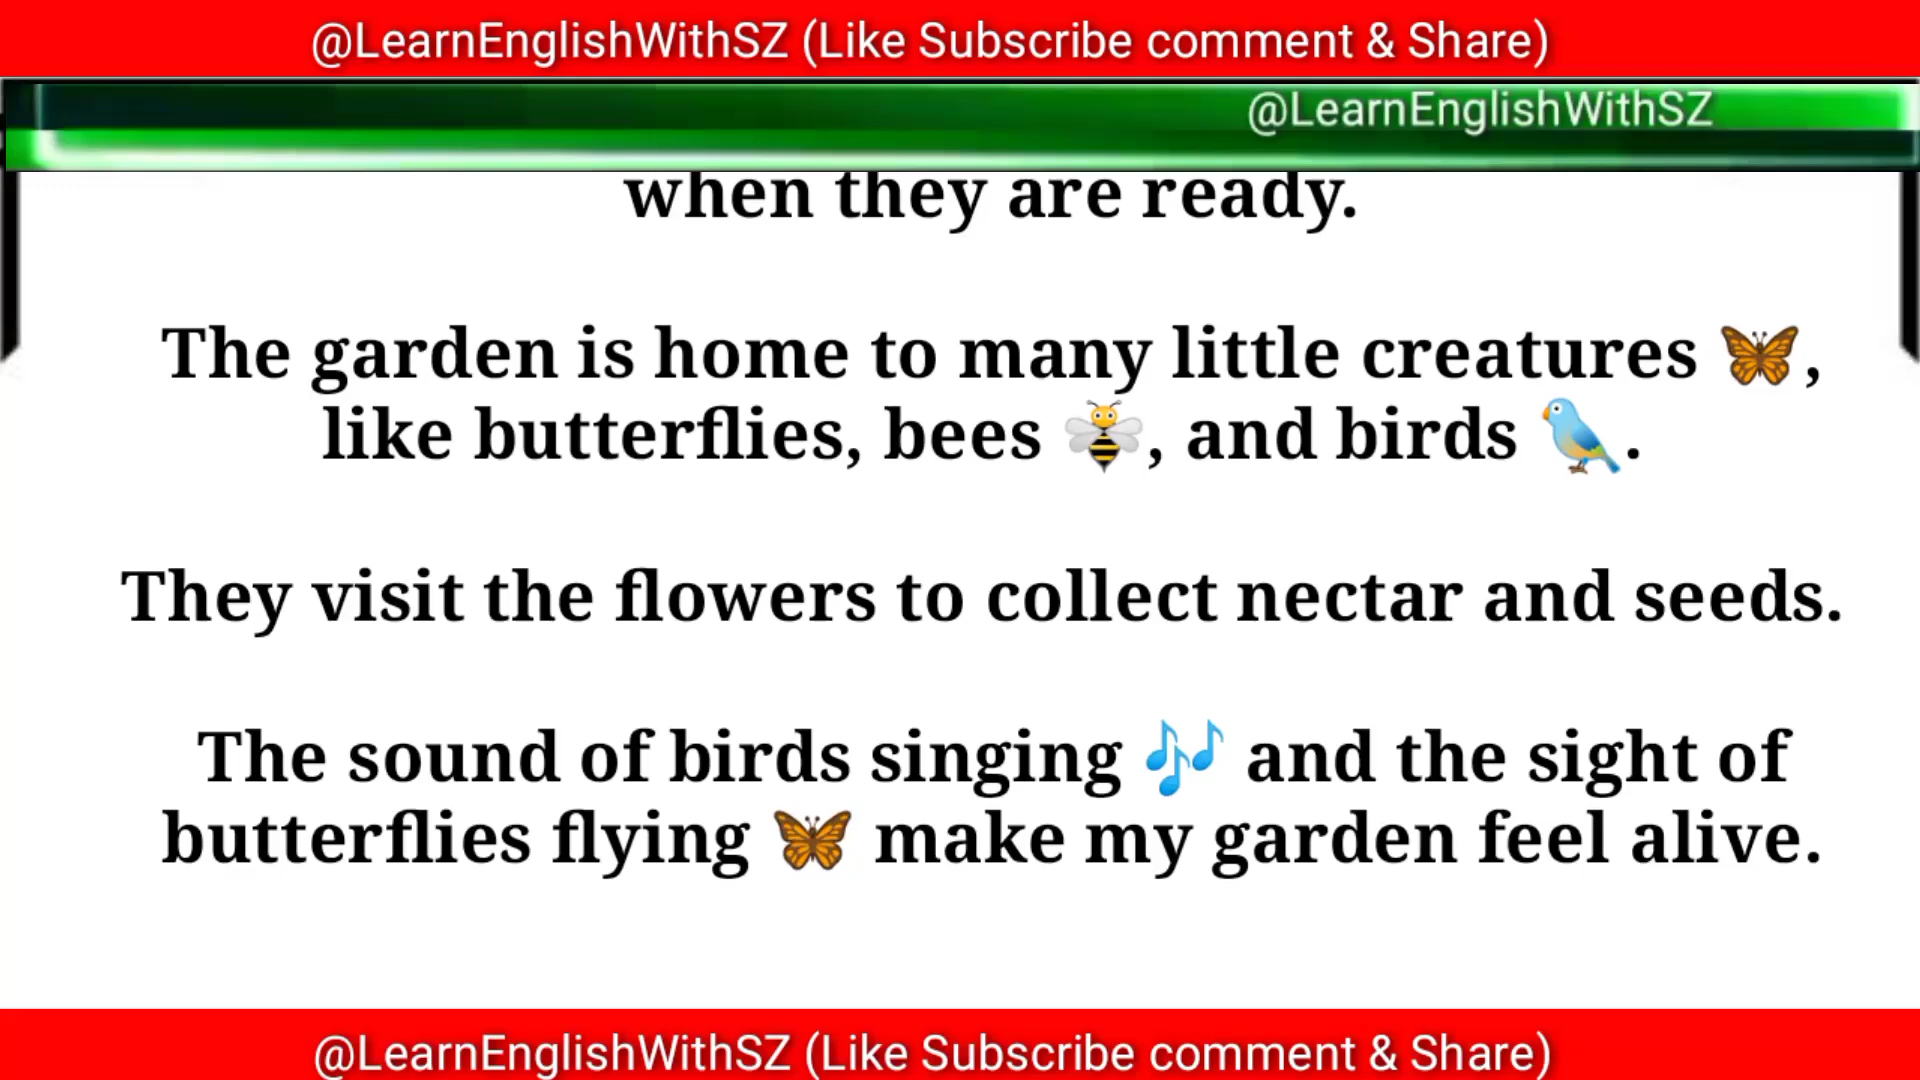 @LearnEnglishWithSZ (Like Subscribe comment & Share)
@LearnEnglishWithSZ
when they are ready.
The garden is home to many little creatures 🦋,
like butterflies, bees 🐝, and birds 🐦.
They visit the flowers to collect nectar and seeds.
The sound of birds singing 🎶 and the sight of
butterflies flying 🦋 make my garden feel alive.
@LearnEnglishWithSZ (Like Subscribe comment & Share)